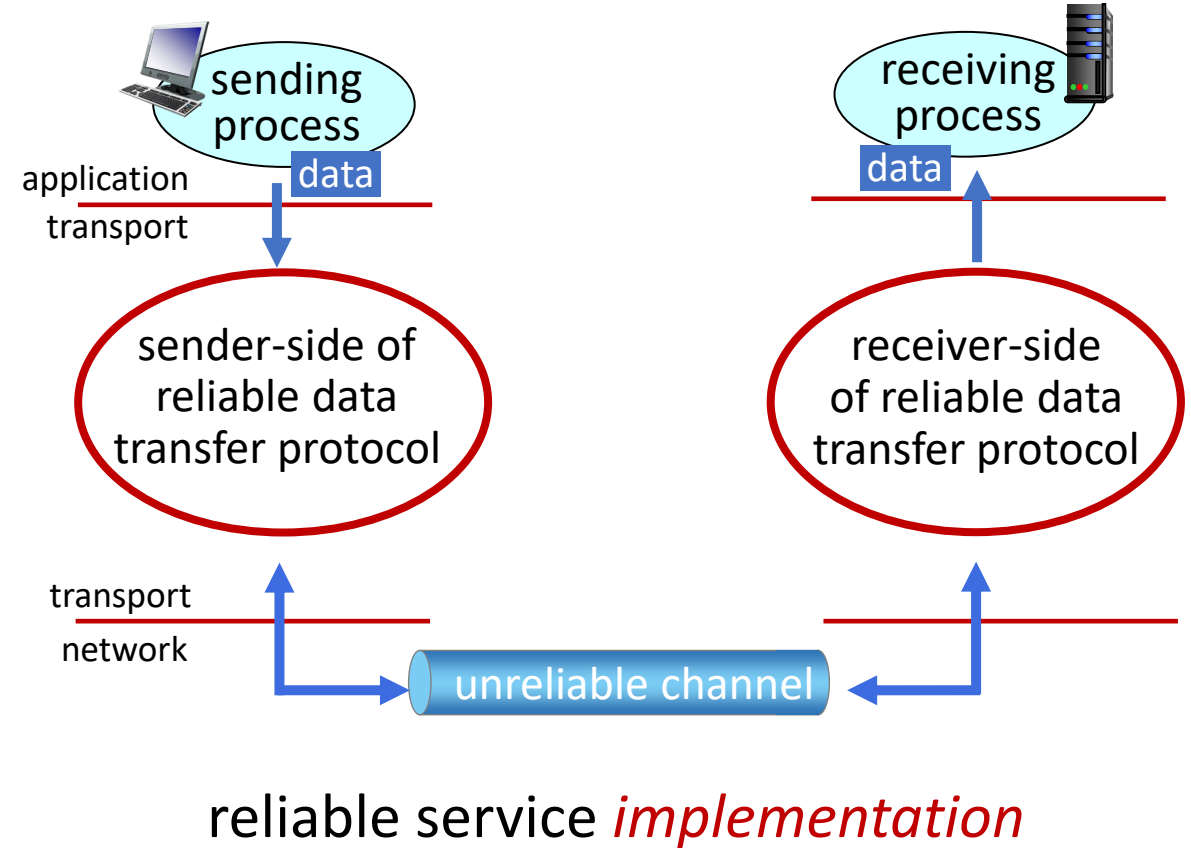 sending
process
data
application
transport
receiving
process
data
sender-side of
reliable data
transfer protocol
receiver-side
of reliable data
transfer protocol
transport
network
unreliable channel
reliable service implementation